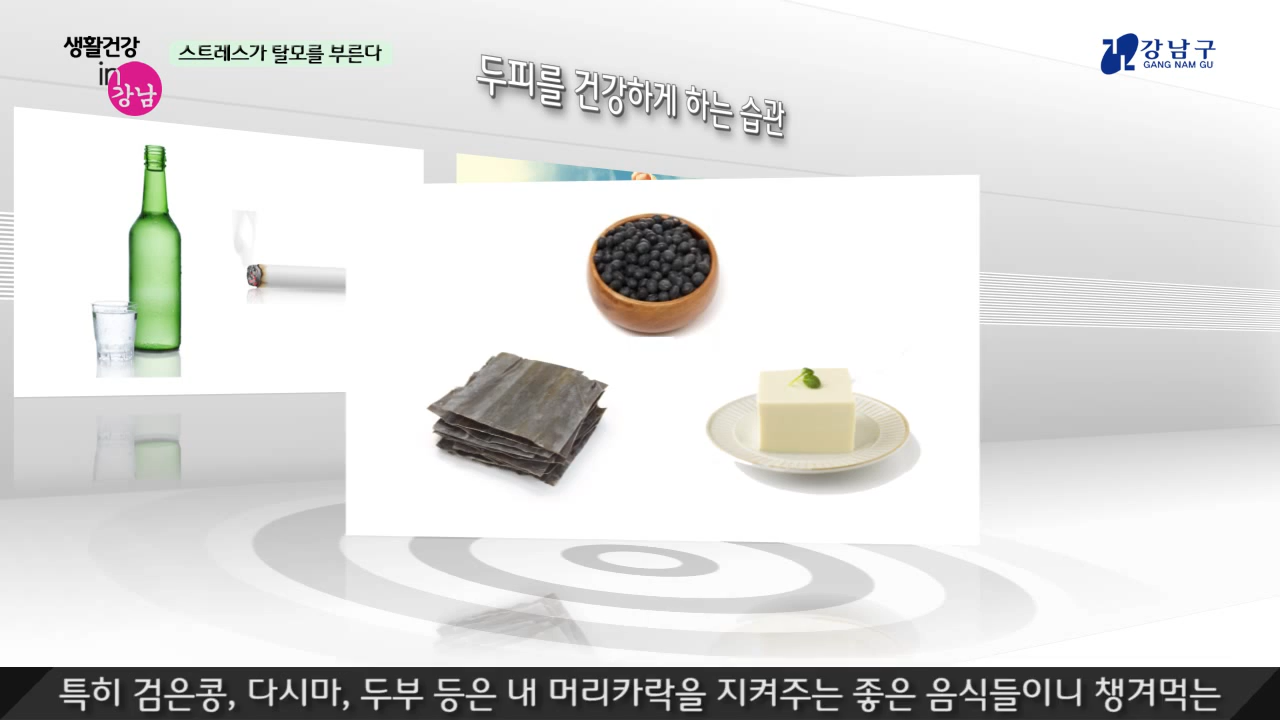 생활건강
in
강남
스트레스가 탈모를 부른다
강남구
GANG NAM GU
두피를 건강하게 하는 습관
특히 검은콩, 다시마, 두부 등은 내 머리카락을 지켜주는 좋은 음식들이니 챙겨먹는